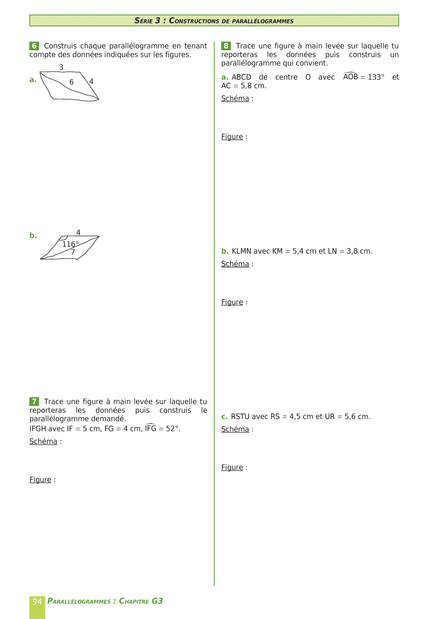 SÉRIE 3 : CONSTRUCTIONS DE PARALLÉLOGRAMMES
6 Construis chaque parallélogramme en tenant
compte des données indiquées sur les figures.
a.
3
6
4
b.
4
116°
7
7 Trace une figure à main levée sur laquelle tu
reporteras les données puis construis le
parallélogramme demandé.
IFGH avec IF = 5 cm, FG = 4 cm, IFG = 52°.
Schéma :
Figure :
8 Trace une figure à main levée sur laquelle tu
reporteras les données puis construis un
parallélogramme qui convient.
a. ABCD de centre O avec AOB = 133° et
AC = 5,8 cm.
Schéma :
Figure :
b. KLMN avec KM = 5,4 cm et LN = 3,8 cm.
Schéma :
Figure :
c. RSTU avec RS = 4,5 cm et UR = 5,6 cm.
Schéma :
Figure :
94 PARALLÉLOGRAMMES : CHAPITRE G3